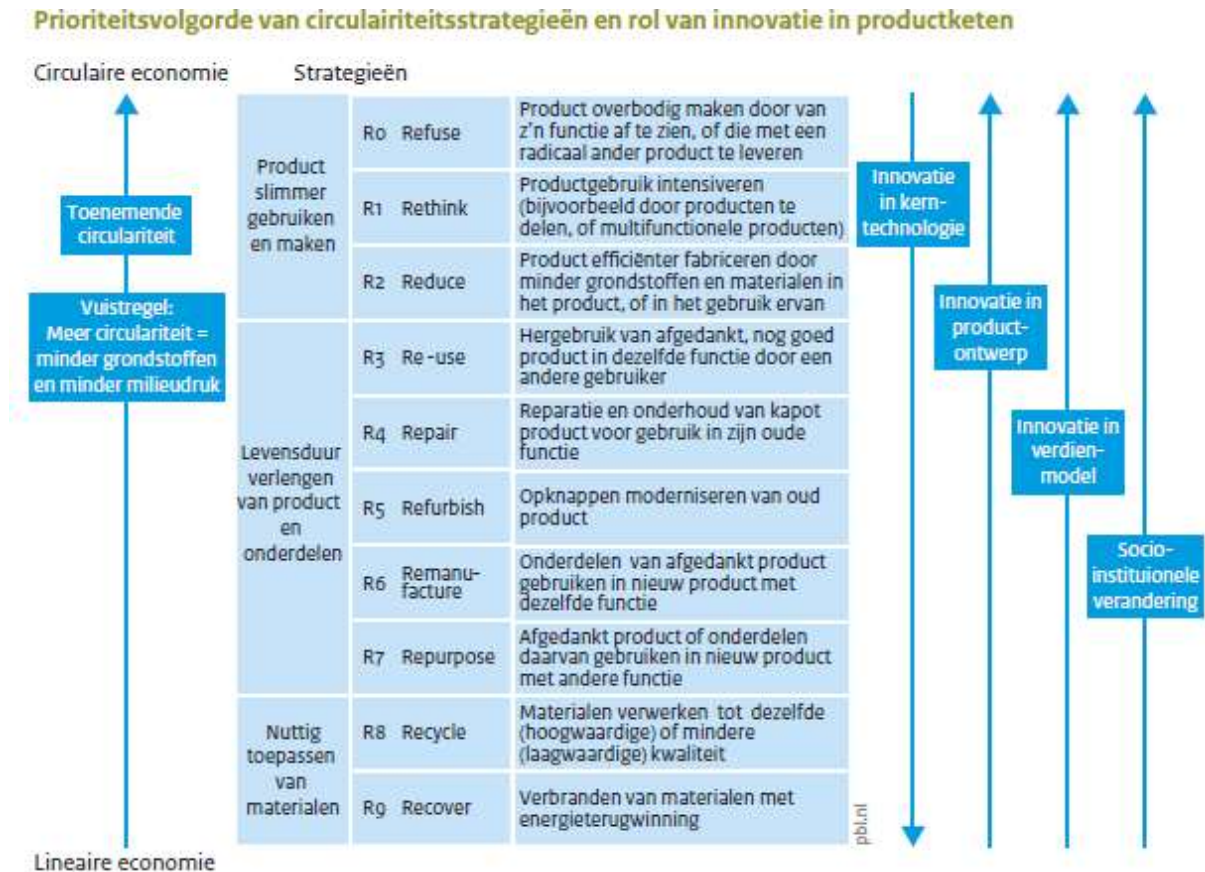 Prioriteitsvolgorde van circulairiteitsstrategieën en rol van innovatie in productketen
Circulaire economie
Strategieën
Toenemende
circulariteit
Vuistregel:
Meer circulariteit =
minder grondstoffen
en minder milieudruk
Lineaire economie
Product
slimmer
gebruiken
en maken
R0 Refuse
Product overbodig maken door van
z'n functie af te zien, of die met een
radicaal ander product te leveren
R1 Rethink
Productgebruik intensiveren
(bijvoorbeeld door producten te
delen, of multifunctionele producten)
R2 Reduce
Product efficiënter fabriceren door
minder grondstoffen en materialen in
het product, of in het gebruik ervan
Levensduur
verlengen
van product
en
onderdelen
R3 Re-use
Hergebruik van afgedankt, nog goed
product in dezelfde functie door een
andere gebruiker
R4 Repair
Reparatie en onderhoud van kapot
product voor gebruik in zijn oude
functie
R5 Refurbish
Opknappen moderniseren van oud
product
R6 Remanu-
facture
Onderdelen van afgedankt product
gebruiken in nieuw product met
dezelfde functie
R7 Repurpose
Afgedankt product of onderdelen
daarvan gebruiken in nieuw product
met andere functie
Nuttig
toepassen
van
materialen
R8 Recycle
Materialen verwerken tot dezelfde
(hoogwaardige) of mindere
(laagwaardige) kwaliteit
R9 Recover
Verbranden van materialen met
energieterugwinning
pbl.nl
Innovatie
in kern-
technologie
Innovatie in
product-
ontwerp
Innovatie in
verdien-
model
Socio-
instituionele
verandering